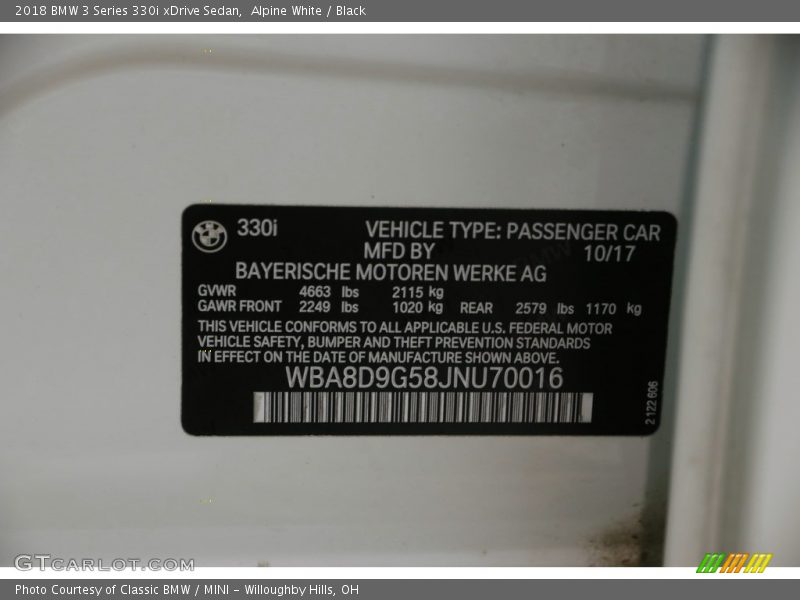 2018 BMW 3 Series 330i xDrive Sedan, Alpine White / Black
330i VEHICLE TYPE: PASSENGER CAR
MFD BY 10/17
BAYERISCHE MOTOREN WERKE AG
GVWR 4663 lbs 2115 kg
GAWR FRONT 2249 lbs 1020 kg REAR 2579 lbs 1170 kg
THIS VEHICLE CONFORMS TO ALL APPLICABLE U.S. FEDERAL MOTOR
VEHICLE SAFETY, BUMPER AND THEFT PREVENTION STANDARDS
IN EFFECT ON THE DATE OF MANUFACTURE SHOWN ABOVE.
WBA8D9G58JNU70016
2 122 606
GTCARLOT.COM
Photo Courtesy of Classic BMW / MINI - Willoughby Hills, OH